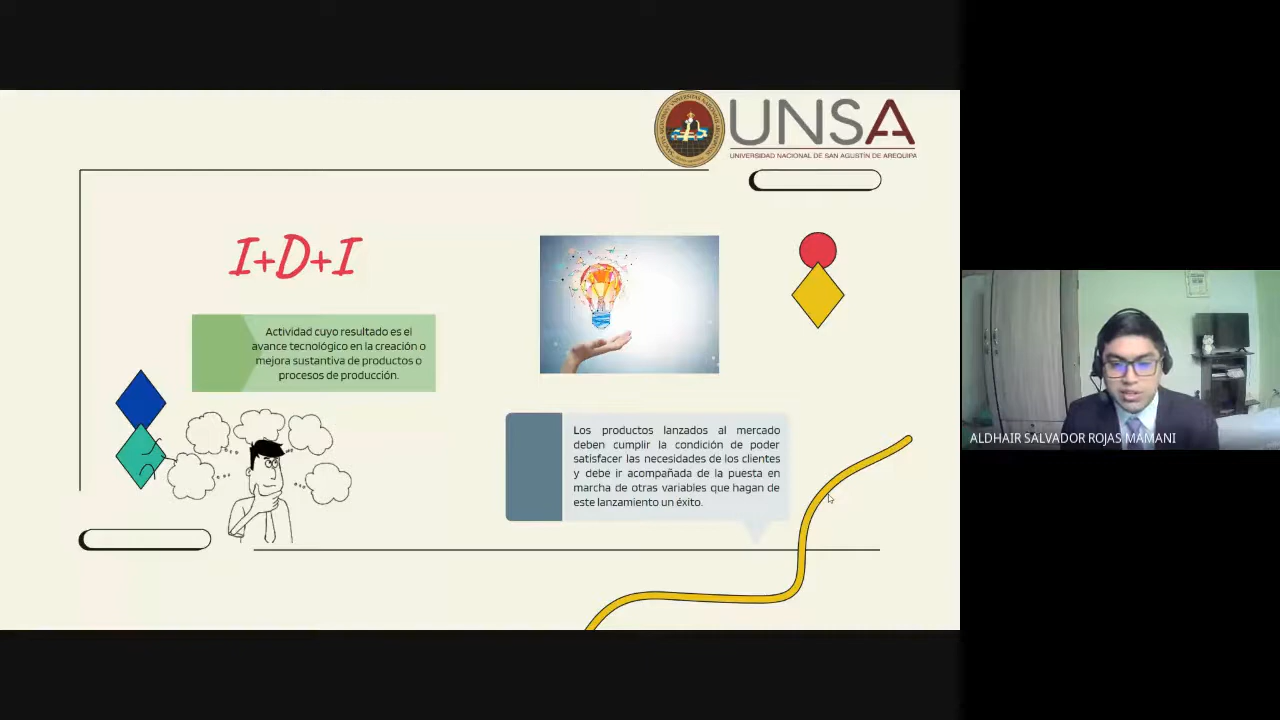 UNSA
UNIVERSIDAD NACIONAL DE SAN AGUSTÍN DE AREQUIPA
I+D+I
Actividad cuyo resultado es el
avance tecnológico en la creación o
mejora sustantiva de productos o
procesos de producción.
Los productos lanzados al mercado
deben cumplir la condición de poder
satisfacer las necesidades de los clientes
y debe ir acompañada de la puesta en
marcha de otras variables que hagan de
este lanzamiento un éxito.
ALDHAIR SALVADOR ROJAS MAMANI